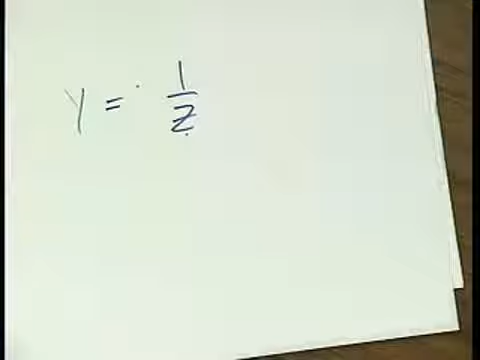 y = 1/z